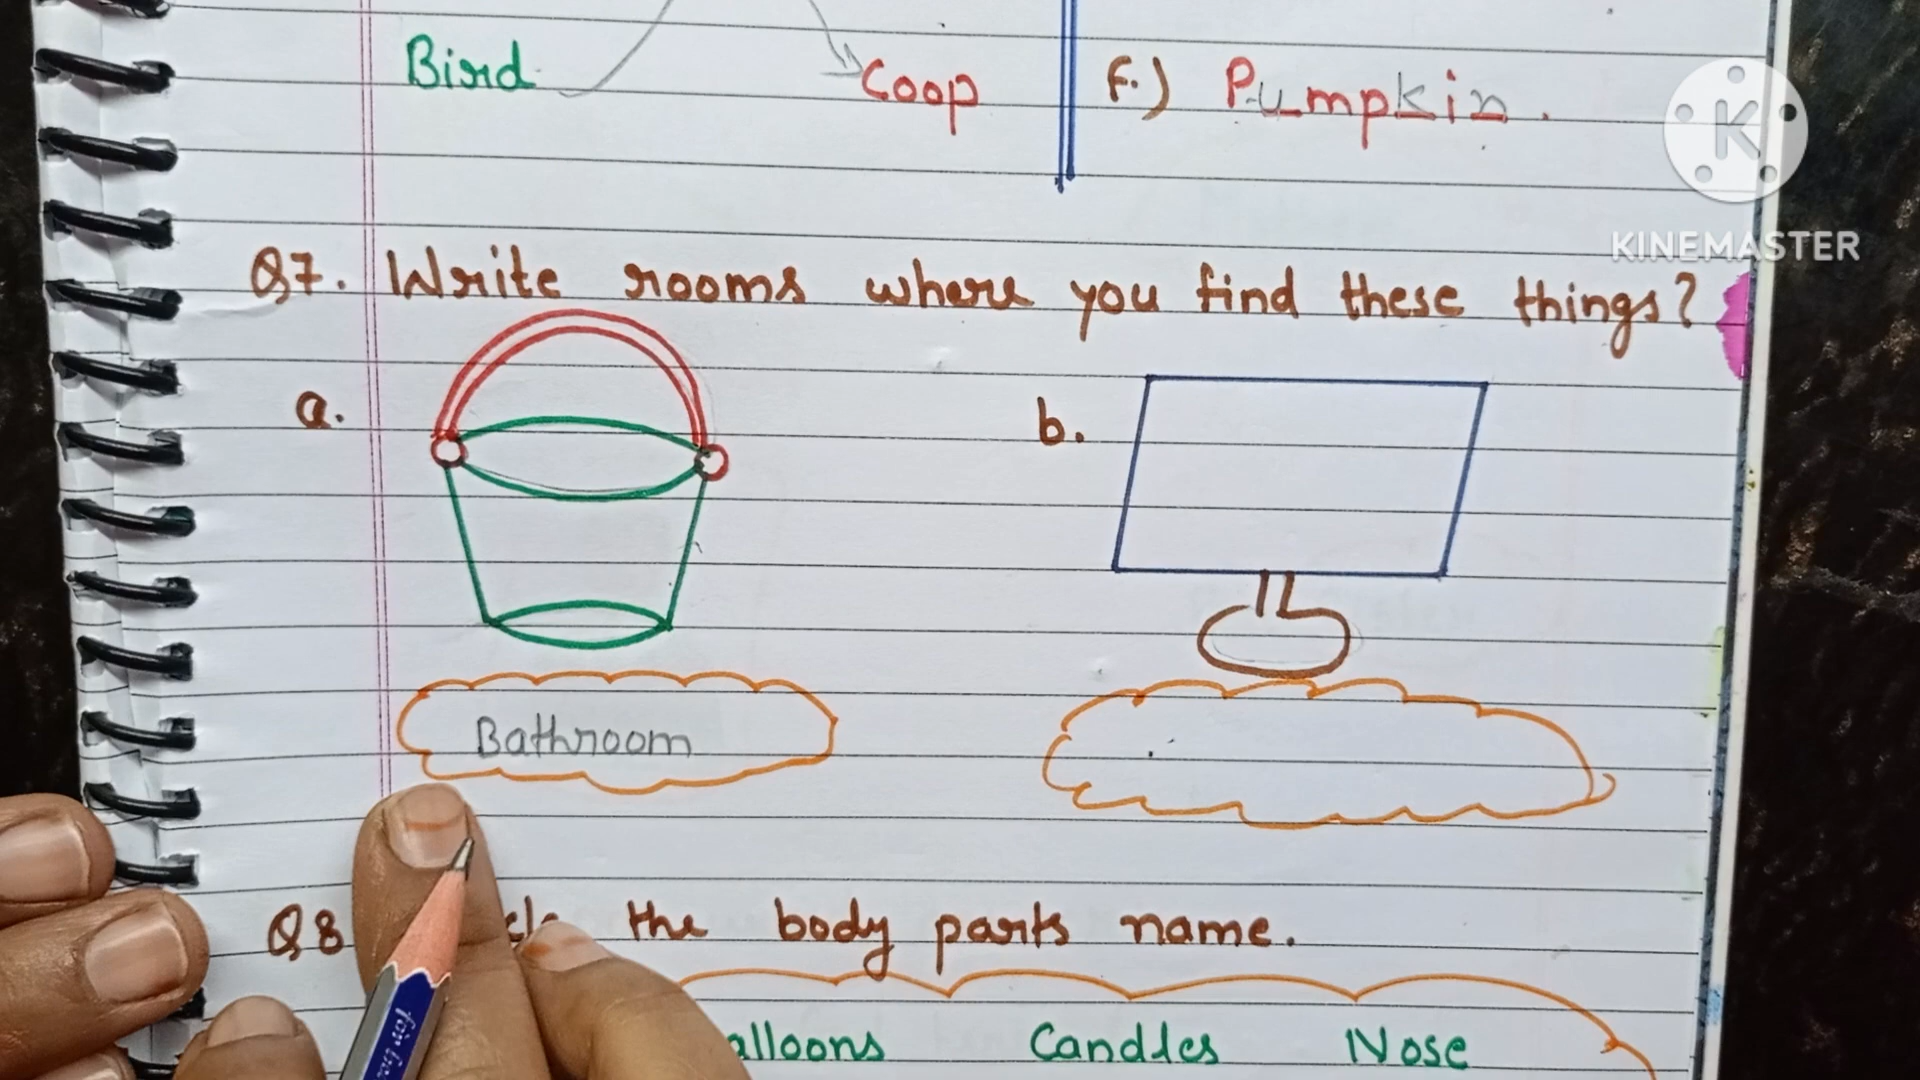 Bird
Coop
F.) Pumpkin.
K
KINEMASTER
Q7. Write rooms where you find these things?
a.
b.
Bathroom
Q8 the body parts name.
Candles Nose